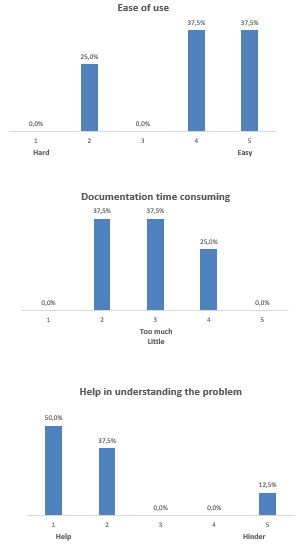 Ease of use
37,5% 37,5%
25,0%
0,0% 0,0%
1 2 3 4 5
Hard Easy
Documentation time consuming
37,5% 37,5%
25,0%
0,0% 0,0%
1 2 3 4 5
Too much
Little
Help in understanding the problem
50,0%
37,5%
12,5%
0,0% 0,0%
1 2 3 4 5
Help Hinder